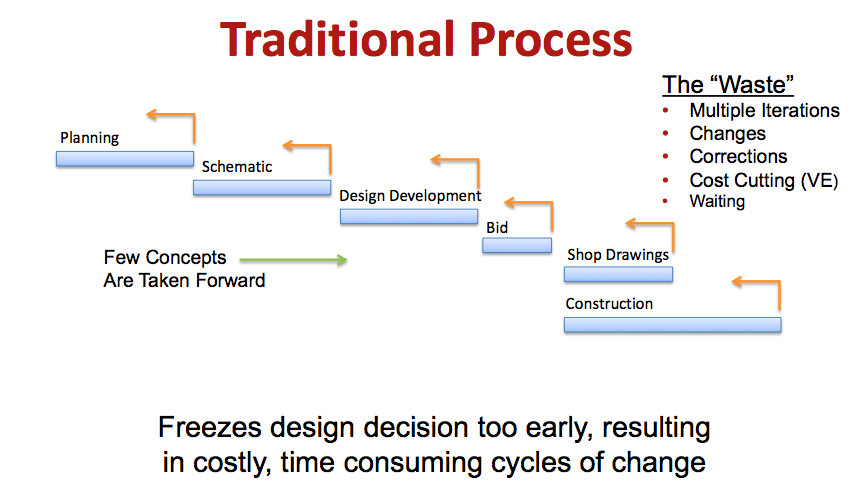 Traditional Process
The “Waste”
• Multiple Iterations
• Changes
• Corrections
• Cost Cutting (VE)
• Waiting
Planning
Schematic
Design Development
Bid
Shop Drawings
Construction
Few Concepts
Are Taken Forward
Freezes design decision too early, resulting
in costly, time consuming cycles of change